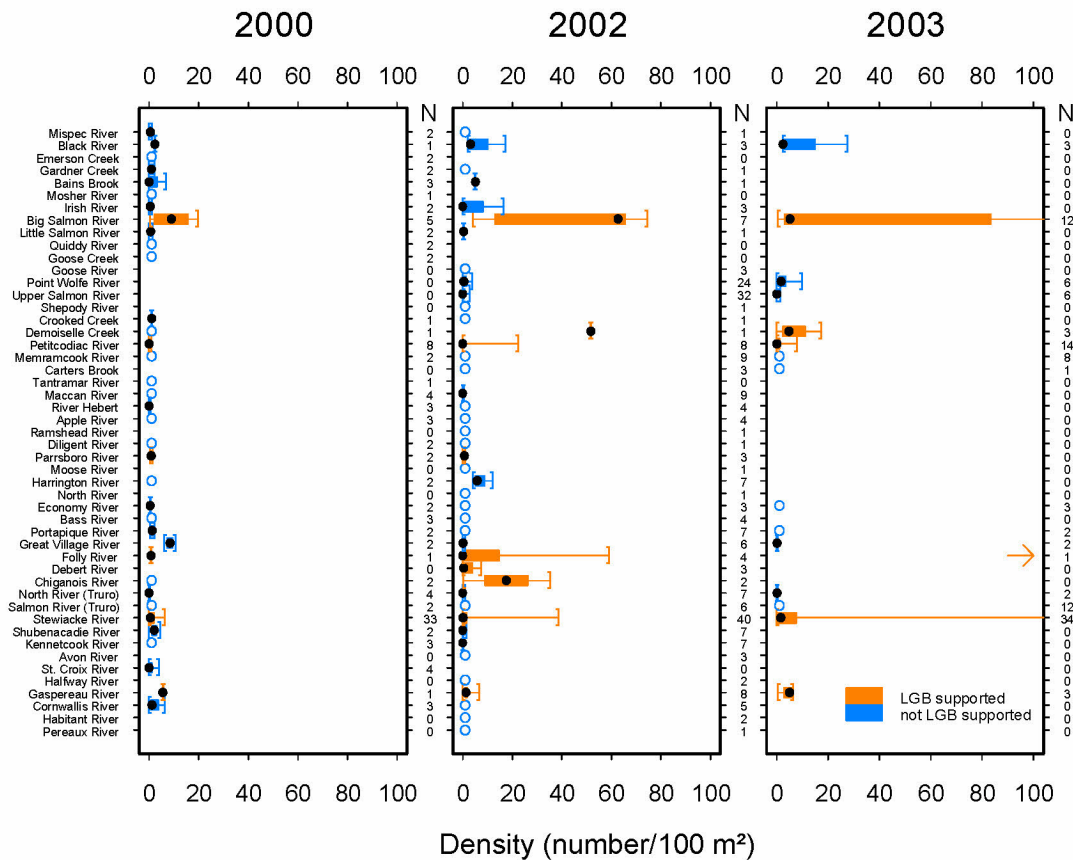 2000 2002 2003
0 20 40 60 80 100 0 20 40 60 80 100 0 20 40 60 80 100
N N N
Mispec River 2 1 0
Black River 1 3 3
Emerson Creek 2 0 0
Gardner Creek 2 1 0
Bains Brook 3 1 0
Mosher River 1 0 0
Irish River 2 3 0
Big Salmon River 5 7 12
Little Salmon River 2 1 0
Quiddy River 2 0 0
Goose Creek 2 0 0
Goose River 0 3 0
Point Wolfe River 0 24 6
Upper Salmon River 0 32 6
Shepody River 0 1 0
Crooked Creek 1 1 0
Demoiselle Creek 1 1 3
Petitcodiac River 8 8 14
Memramcook River 2 9 8
Carters Brook 0 3 1
Tantramar River 1 0 0
Maccan River 4 9 0
River Hebert 3 4 0
Apple River 3 1 0
Ramshead River 0 1 0
Diligent River 2 1 0
Parrsboro River 2 3 0
Moose River 0 1 0
Harrington River 2 7 0
North River 0 1 0
Economy River 2 3
Bass River 3 4 0
Portapique River 2 7 2
Great Village River 2 6 2
Folly River 1 4 1
Debert River 0 3 0
Chiganois River 2 2 0
North River (Truro) 4 7 2
Salmon River (Truro) 2 6 12
Stewiacke River 33 40 34
Shubenacadie River 2 7 0
Kennetcook River 3 7 0
Avon River 0 3 0
St. Croix River 4 0 0
Halfway River 0 2 0
Gaspereau River 1 8 3
Cornwallis River 3 5 0
Habitant River 0 2 0
Pereaux River 0 1 0
LGB supported
not LGB supported
0 20 40 60 80 100 0 20 40 60 80 100 0 20 40 60 80 100
Density (number/100 m²)